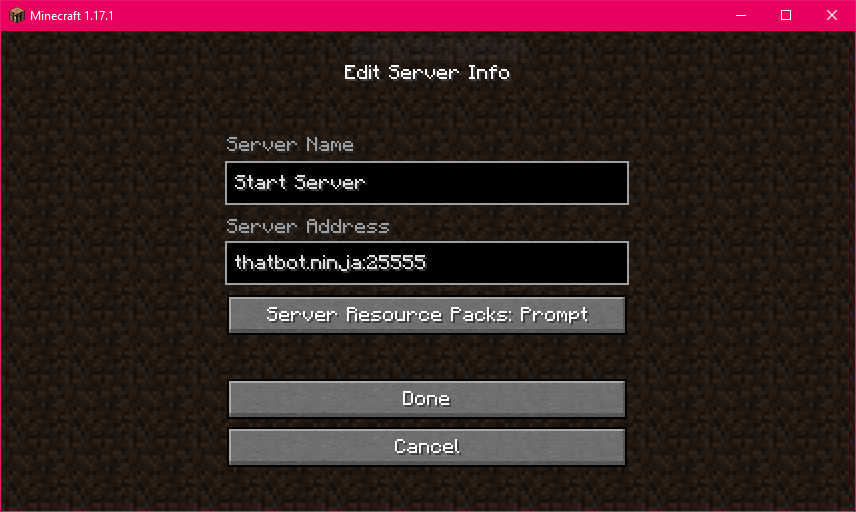 Minecraft 1.17.1
Edit Server Info
Server Name
Start Server
Server Address
thatbot.ninja:25555
Server Resource Packs: Prompt
Done
Cancel